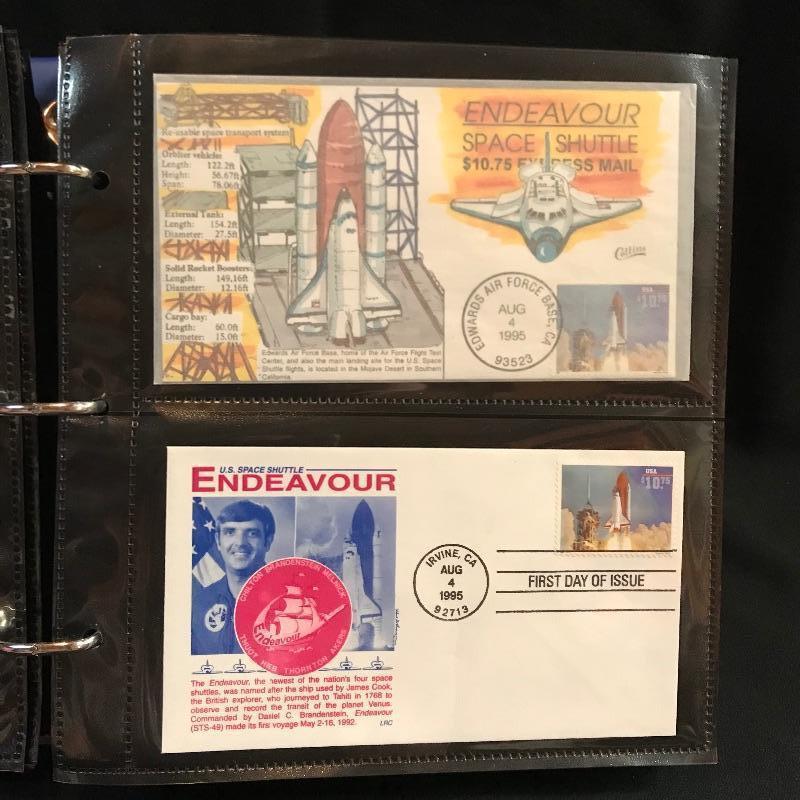 Re-usable space transport system
Orbiter vehicles
Length: 122.2ft
Height: 56.67ft
Span: 78.06ft
External Tank:
Length: 154.2ft
Diameter: 27.5ft
Solid Rocket Boosters:
Length: 149,16ft
Diameter: 12.16ft
Cargo bay:
Length: 60.0ft
Diameter: 15.0ft
ENDEAVOUR
SPACE SHUTTLE
$10.75 EXPRESS MAIL
Collins
EDWARDS AIR FORCE BASE, CA
AUG
4
1995
93523
USA
$10.75
Edwards Air Force Base, home of the Air Force Flight Test
Center, and also the main landing site for the U.S. Space
Shuttle flights, is located in the Mojave Desert in Southern
California.
U.S. SPACE SHUTTLE
ENDEAVOUR
CHILTON BRANDENSTEIN MELNICK
Endeavour
THUOT HIEB THORNTON AKERS
The Endeavour, the newest of the nation's four space
shuttles, was named after the ship used by James Cook,
the British explorer, who journeyed to Tahiti in 1768 to
observe and record the transit of the planet Venus.
Commanded by Daniel C. Brandenstein, Endeavour
(STS-49) made its first voyage May 2-16, 1992.
LRC
IRVINE, CA
AUG
4
1995
92713
FIRST DAY OF ISSUE
USA
$10.75